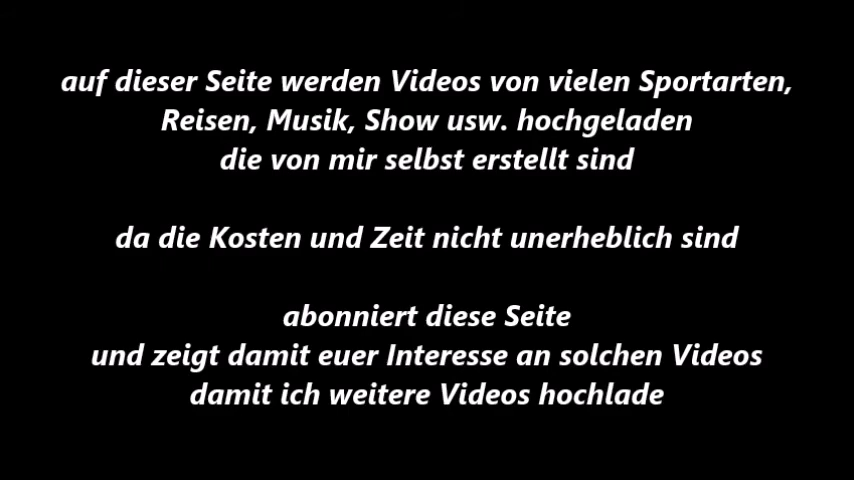 auf dieser Seite werden Videos von vielen Sportarten,
Reisen, Musik, Show usw. hochgeladen
die von mir selbst erstellt sind
da die Kosten und Zeit nicht unerheblich sind
abonniert diese Seite
und zeigt damit euer Interesse an solchen Videos
damit ich weitere Videos hochlade